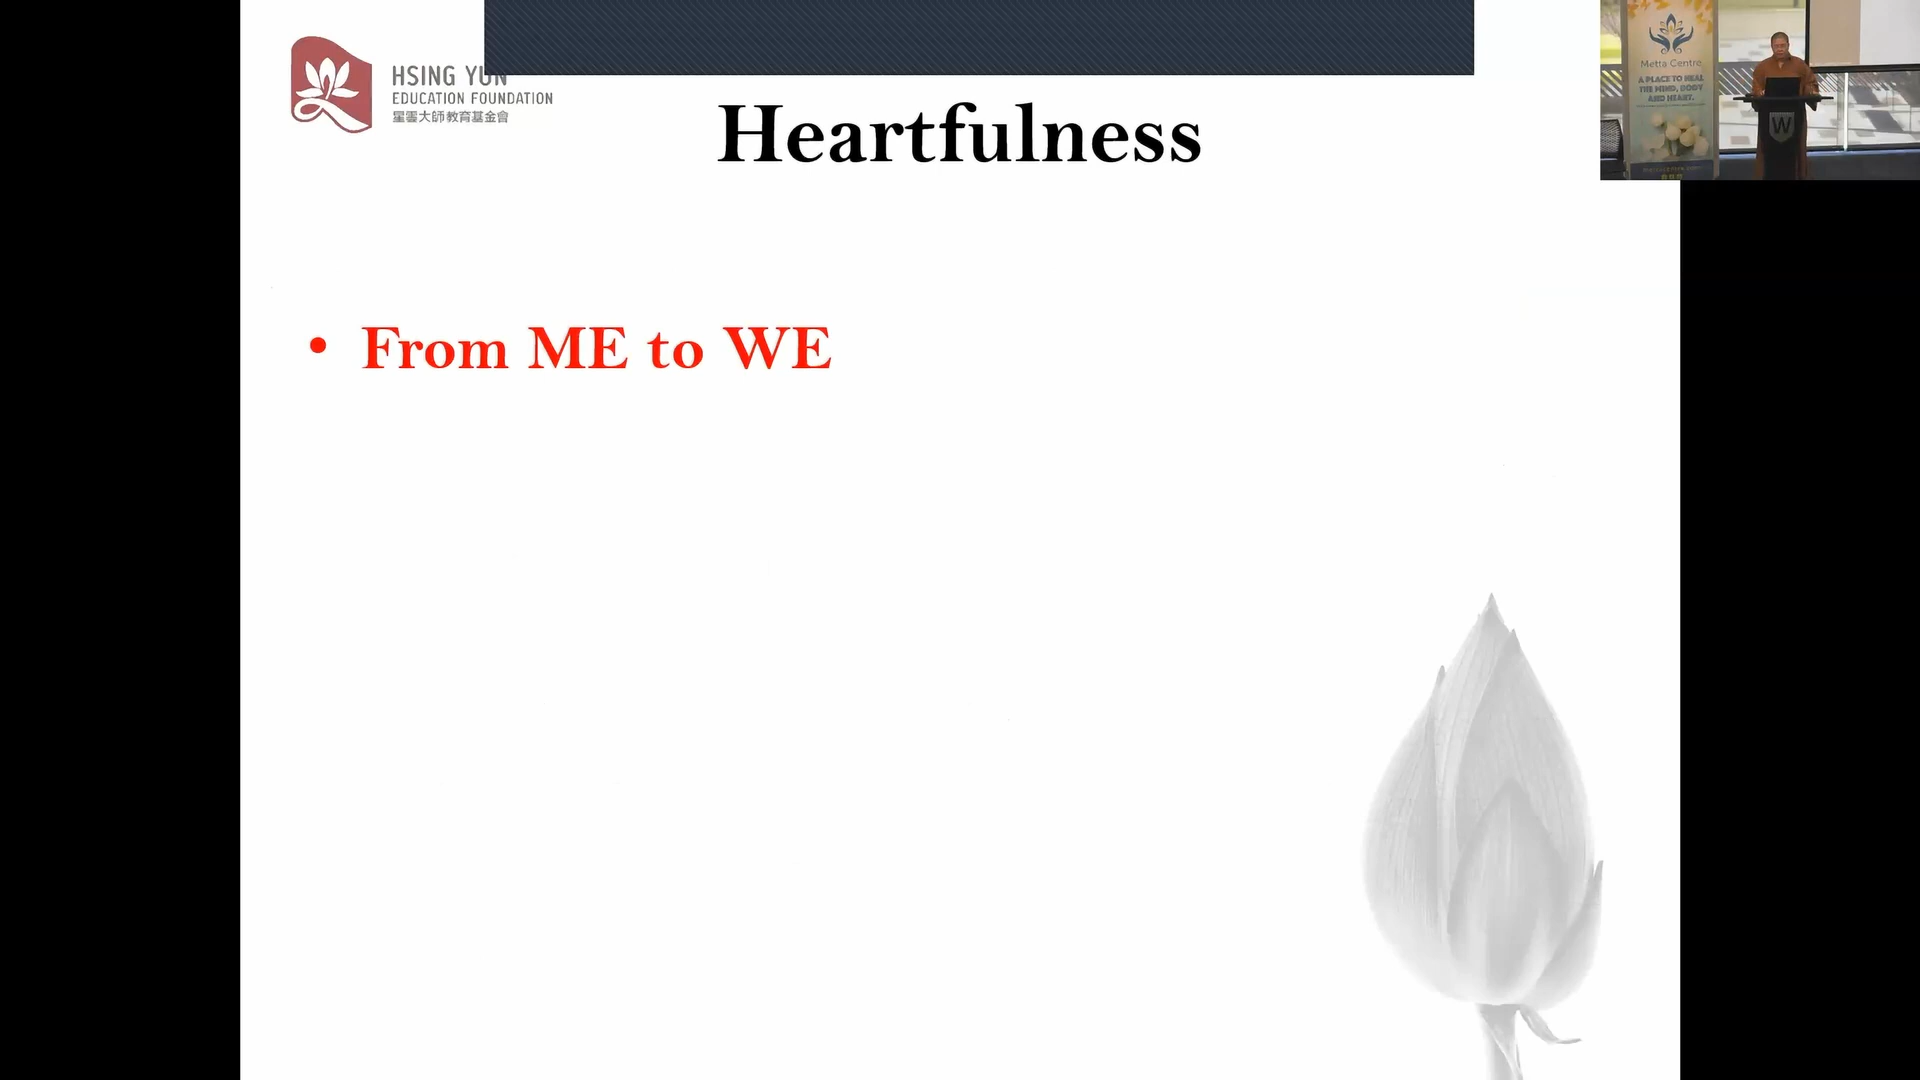 HSING YUN
EDUCATION FOUNDATION
星雲大師教育基金會
Heartfulness
• From ME to WE
Metta Centre
A PLACE TO HEAL
THE MIND, BODY
AND HEART.
W